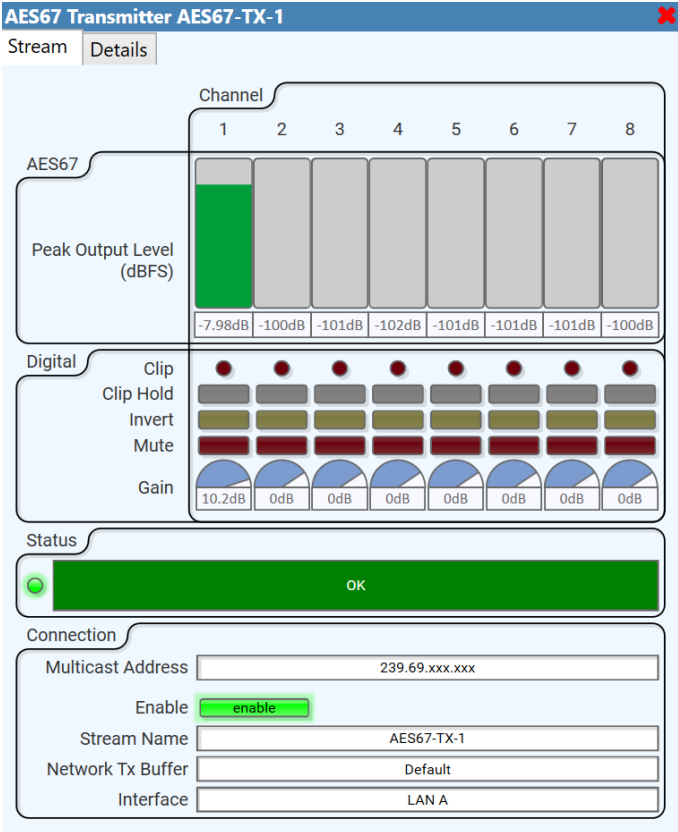 AES67 Transmitter AES67-TX-1
Stream Details
Channel
1 2 3 4 5 6 7 8
AES67
Peak Output Level
(dBFS)
-7.98dB -100dB -101dB -102dB -101dB -101dB -101dB -100dB
Digital
Clip
Clip Hold
Invert
Mute
Gain
10.2dB 0dB 0dB 0dB 0dB 0dB 0dB 0dB
Status
OK
Connection
Multicast Address 239.69.xxx.xxx
Enable enable
Stream Name AES67-TX-1
Network Tx Buffer Default
Interface LAN A